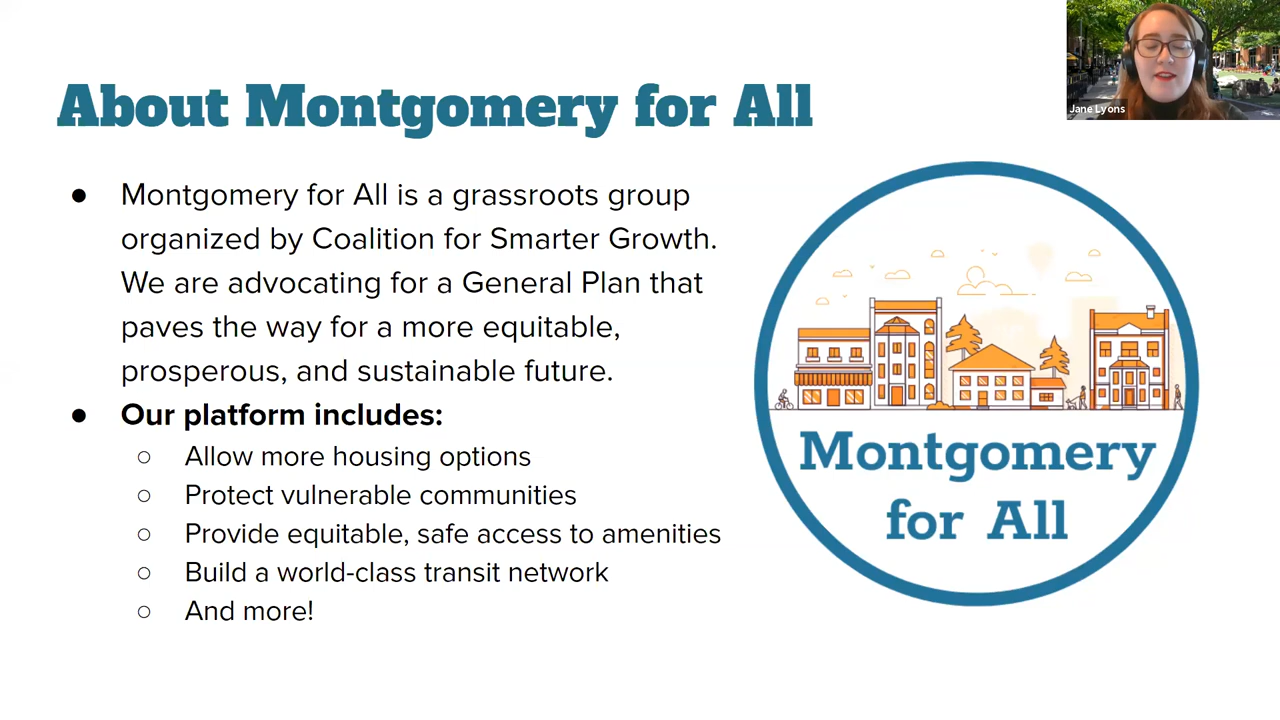 About Montgomery for All
Jane Lyons
● Montgomery for All is a grassroots group
organized by Coalition for Smarter Growth.
We are advocating for a General Plan that
paves the way for a more equitable,
prosperous, and sustainable future.
● Our platform includes:
○ Allow more housing options
○ Protect vulnerable communities
○ Provide equitable, safe access to amenities
○ Build a world-class transit network
○ And more!
Montgomery
for All